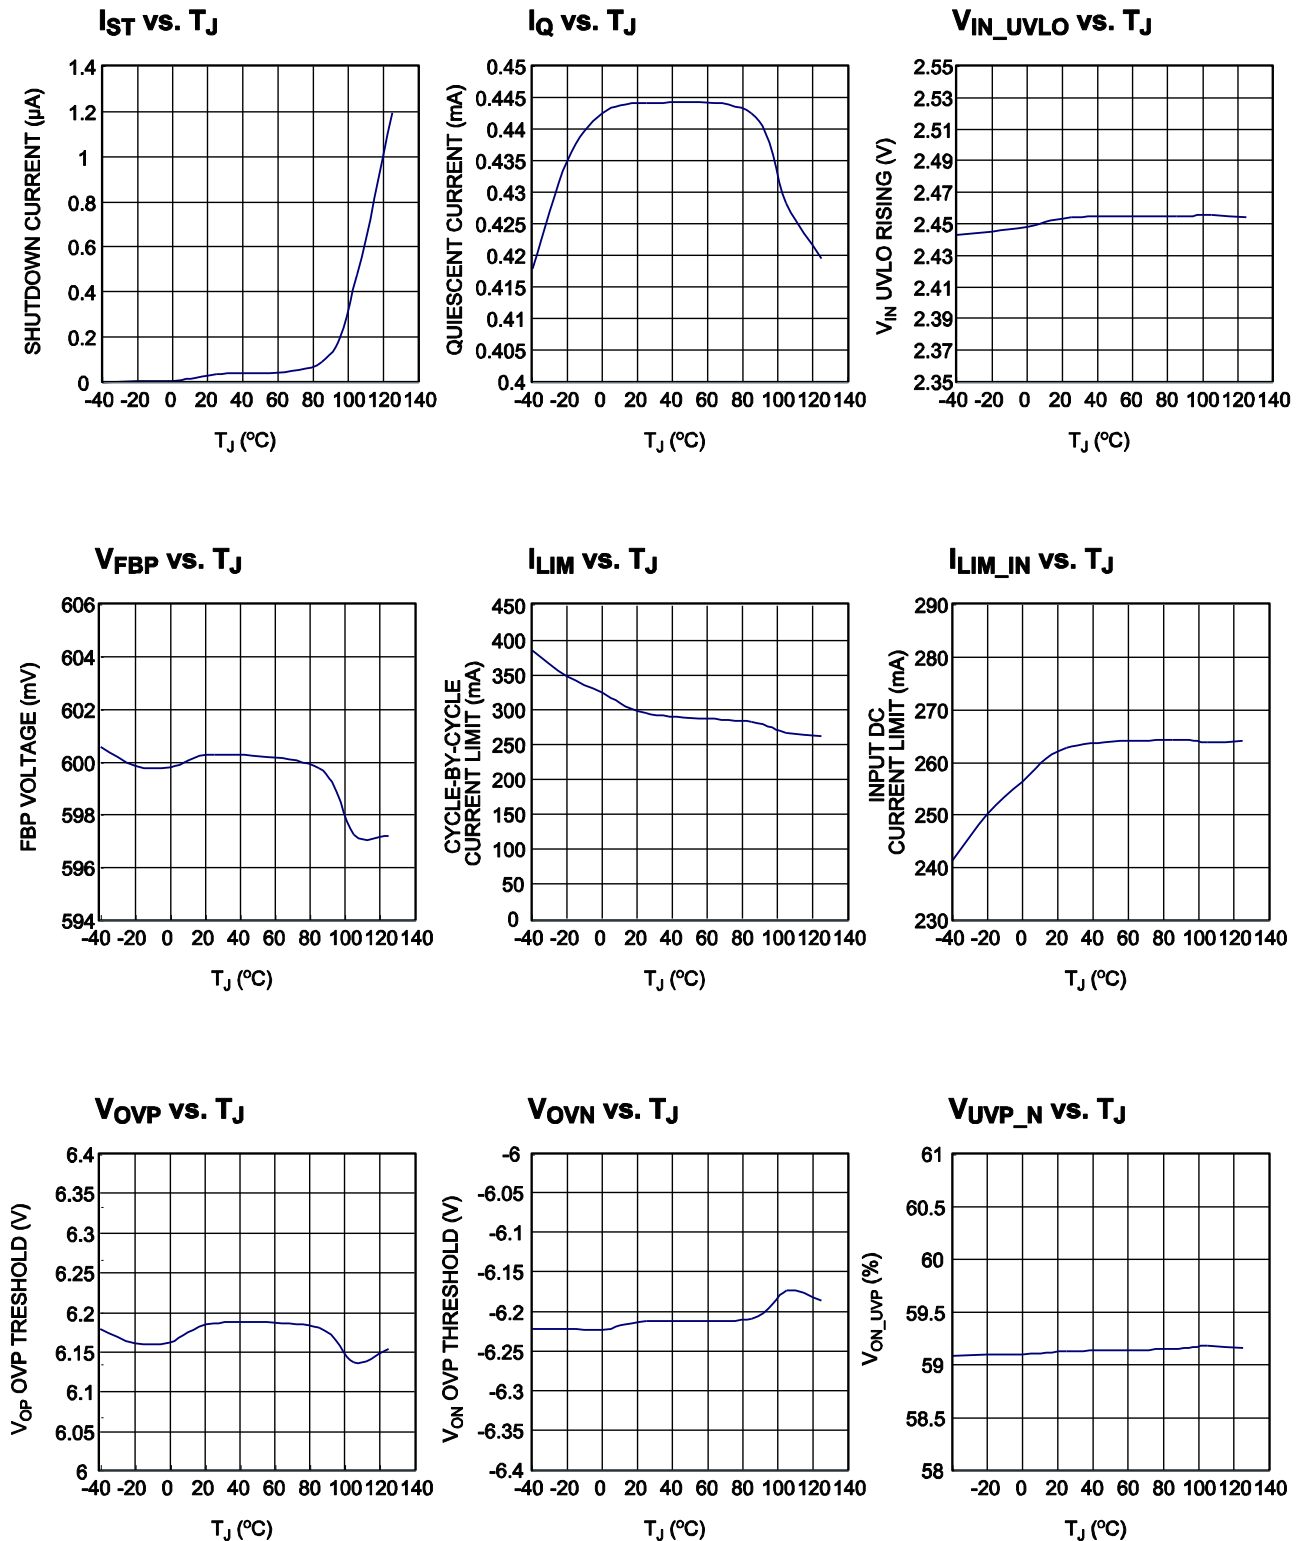 IST vs. TJ
SHUTDOWN CURRENT (µA)
1.4
1.2
1
0.8
0.6
0.4
0.2
0
-40 -20 0 20 40 60 80 100 120 140
TJ (ºC)
IQ vs. TJ
QUIESCENT CURRENT (mA)
0.45
0.445
0.44
0.435
0.43
0.425
0.42
0.415
0.41
0.405
0.4
-40 -20 0 20 40 60 80 100 120 140
TJ (ºC)
VIN_UVLO vs. TJ
VIN UVLO RISING (V)
2.55
2.53
2.51
2.49
2.47
2.45
2.43
2.41
2.39
2.37
2.35
-40 -20 0 20 40 60 80 100 120 140
TJ (ºC)
VFBP vs. TJ
FBP VOLTAGE (mV)
606
604
602
600
598
596
594
-40 -20 0 20 40 60 80 100 120 140
TJ (ºC)
ILIM vs. TJ
CYCLE-BY-CYCLE
CURRENT LIMIT (mA)
450
400
350
300
250
200
150
100
50
0
-40 -20 0 20 40 60 80 100 120 140
TJ (ºC)
ILIM_IN vs. TJ
INPUT DC
CURRENT LIMIT (mA)
290
280
270
260
250
240
230
-40 -20 0 20 40 60 80 100 120 140
TJ (ºC)
VOVP vs. TJ
VOP OVP TRESHOLD (V)
6.4
6.35
6.3
6.25
6.2
6.15
6.1
6.05
6
-40 -20 0 20 40 60 80 100 120 140
TJ (ºC)
VOVN vs. TJ
VON OVP THRESHOLD (V)
-6
-6.05
-6.1
-6.15
-6.2
-6.25
-6.3
-6.35
-6.4
-40 -20 0 20 40 60 80 100 120 140
TJ (ºC)
VUVP_N vs. TJ
VON_UVP (%)
61
60.5
60
59.5
59
58.5
58
-20 0 20 40 60 80 100 120 140
TJ (ºC)